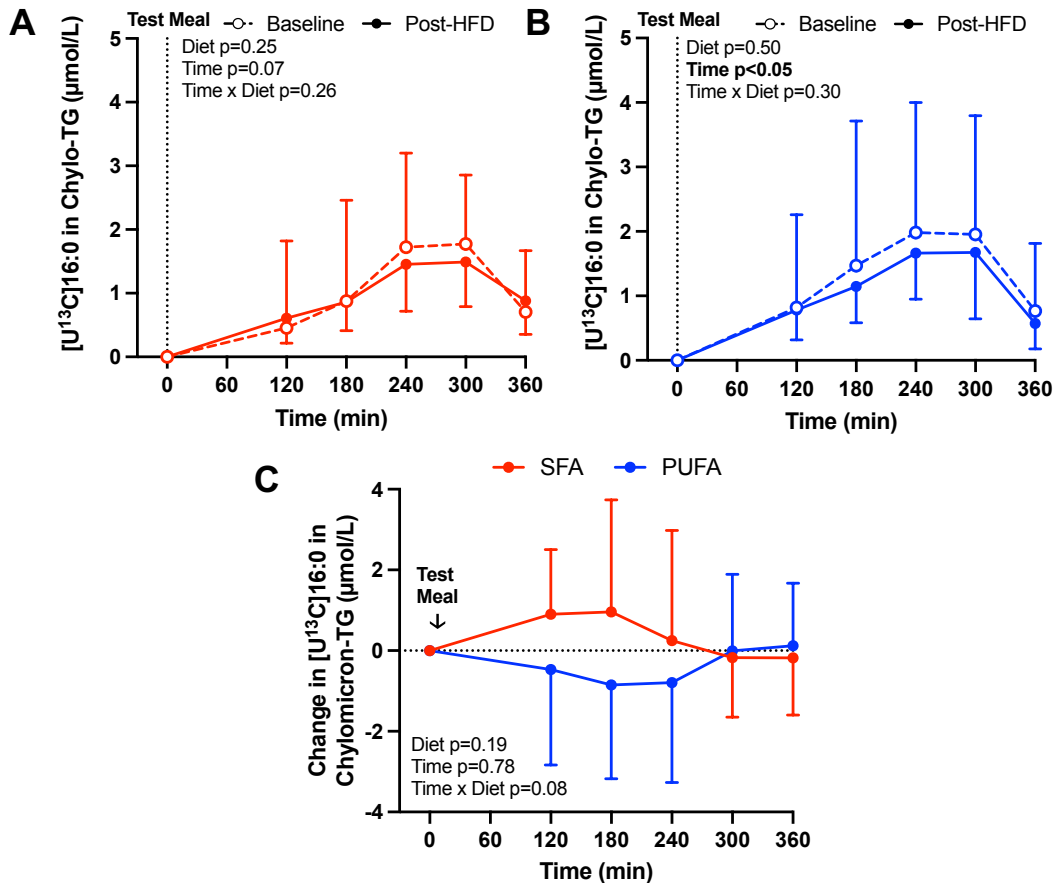 A
Test Meal
Baseline
Post-HFD
Diet p=0.25
Time p=0.07
Time x Diet p=0.26
[U¹³C]16:0 in Chylo-TG (µmol/L)
5
4
3
2
1
0
0 60 120 180 240 300 360
Time (min)
B
Test Meal
Baseline
Post-HFD
Diet p=0.50
Time p<0.05
Time x Diet p=0.30
[U¹³C]16:0 in Chylo-TG (µmol/L)
5
4
3
2
1
0
0 60 120 180 240 300 360
Time (min)
C
SFA
PUFA
Change in [U¹³C]16:0 in
Chylomicron-TG (µmol/L)
4
2
0
-2
-4
Test
Meal
Diet p=0.19
Time p=0.78
Time x Diet p=0.08
0 60 120 180 240 300 360
Time (min)